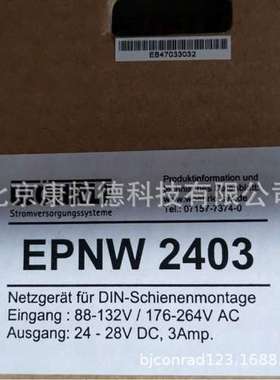 EB47033032
Produktinformation und
Stromversorgungssysteme
Tel.: 07157-7374-0
北京康拉德科技有限公
EPNW 2403
Netzgerät für DIN-Schienenmontage
Eingang : 88-132V / 176-264V AC
Ausgang: 24 - 28V DC, 3Amp.
bjconrad123.1688.